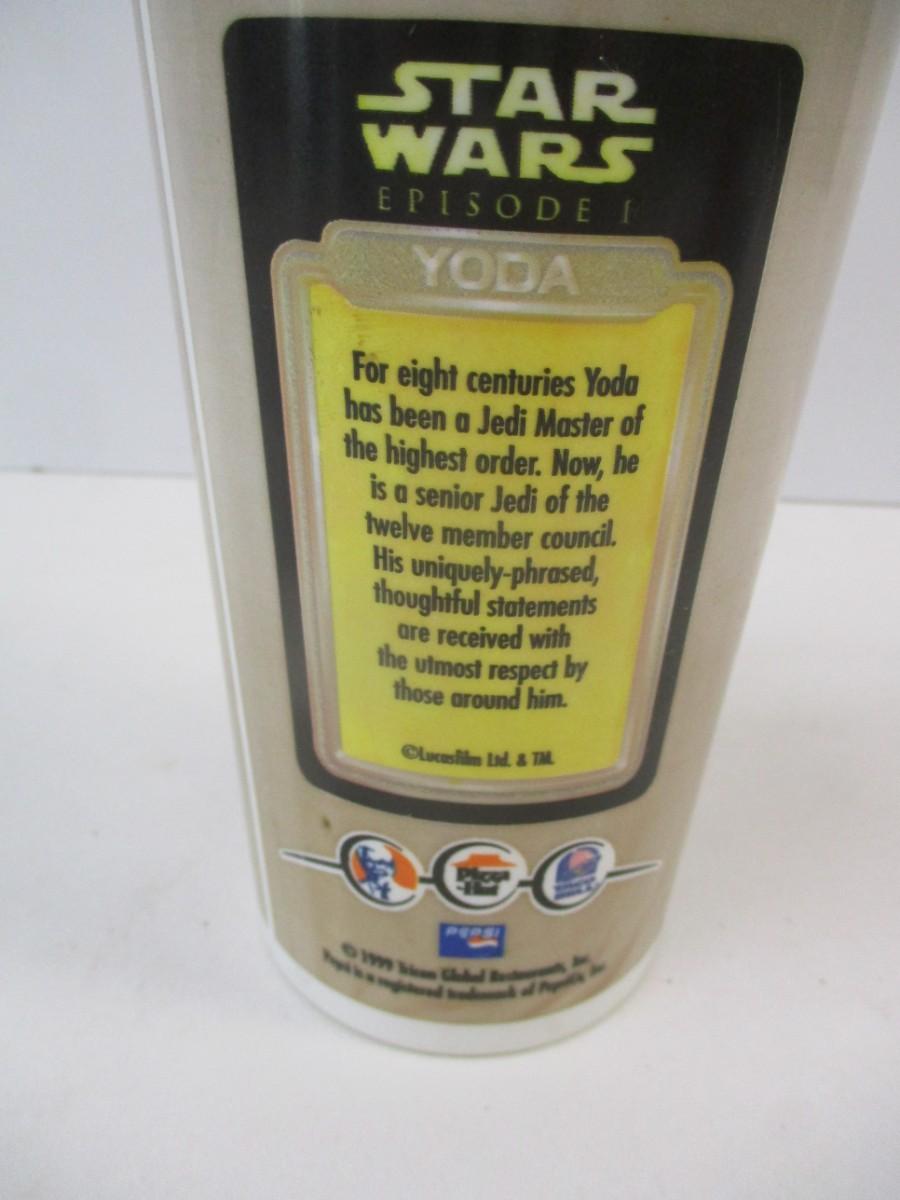 STAR
WARS
EPISODE I
YODA
For eight centuries Yoda
has been a Jedi Master of
the highest order. Now, he
is a senior Jedi of the
twelve member council.
His uniquely-phrased,
thoughtful statements
are received with
the utmost respect by
those around him.
©Lucasfilm Ltd. & TM.
Pizza
Hut
TACO
BELL
PEPSI
© 1999 Tricon Global Restaurants, Inc.
Pepsi is a registered trademark of PepsiCo, Inc.